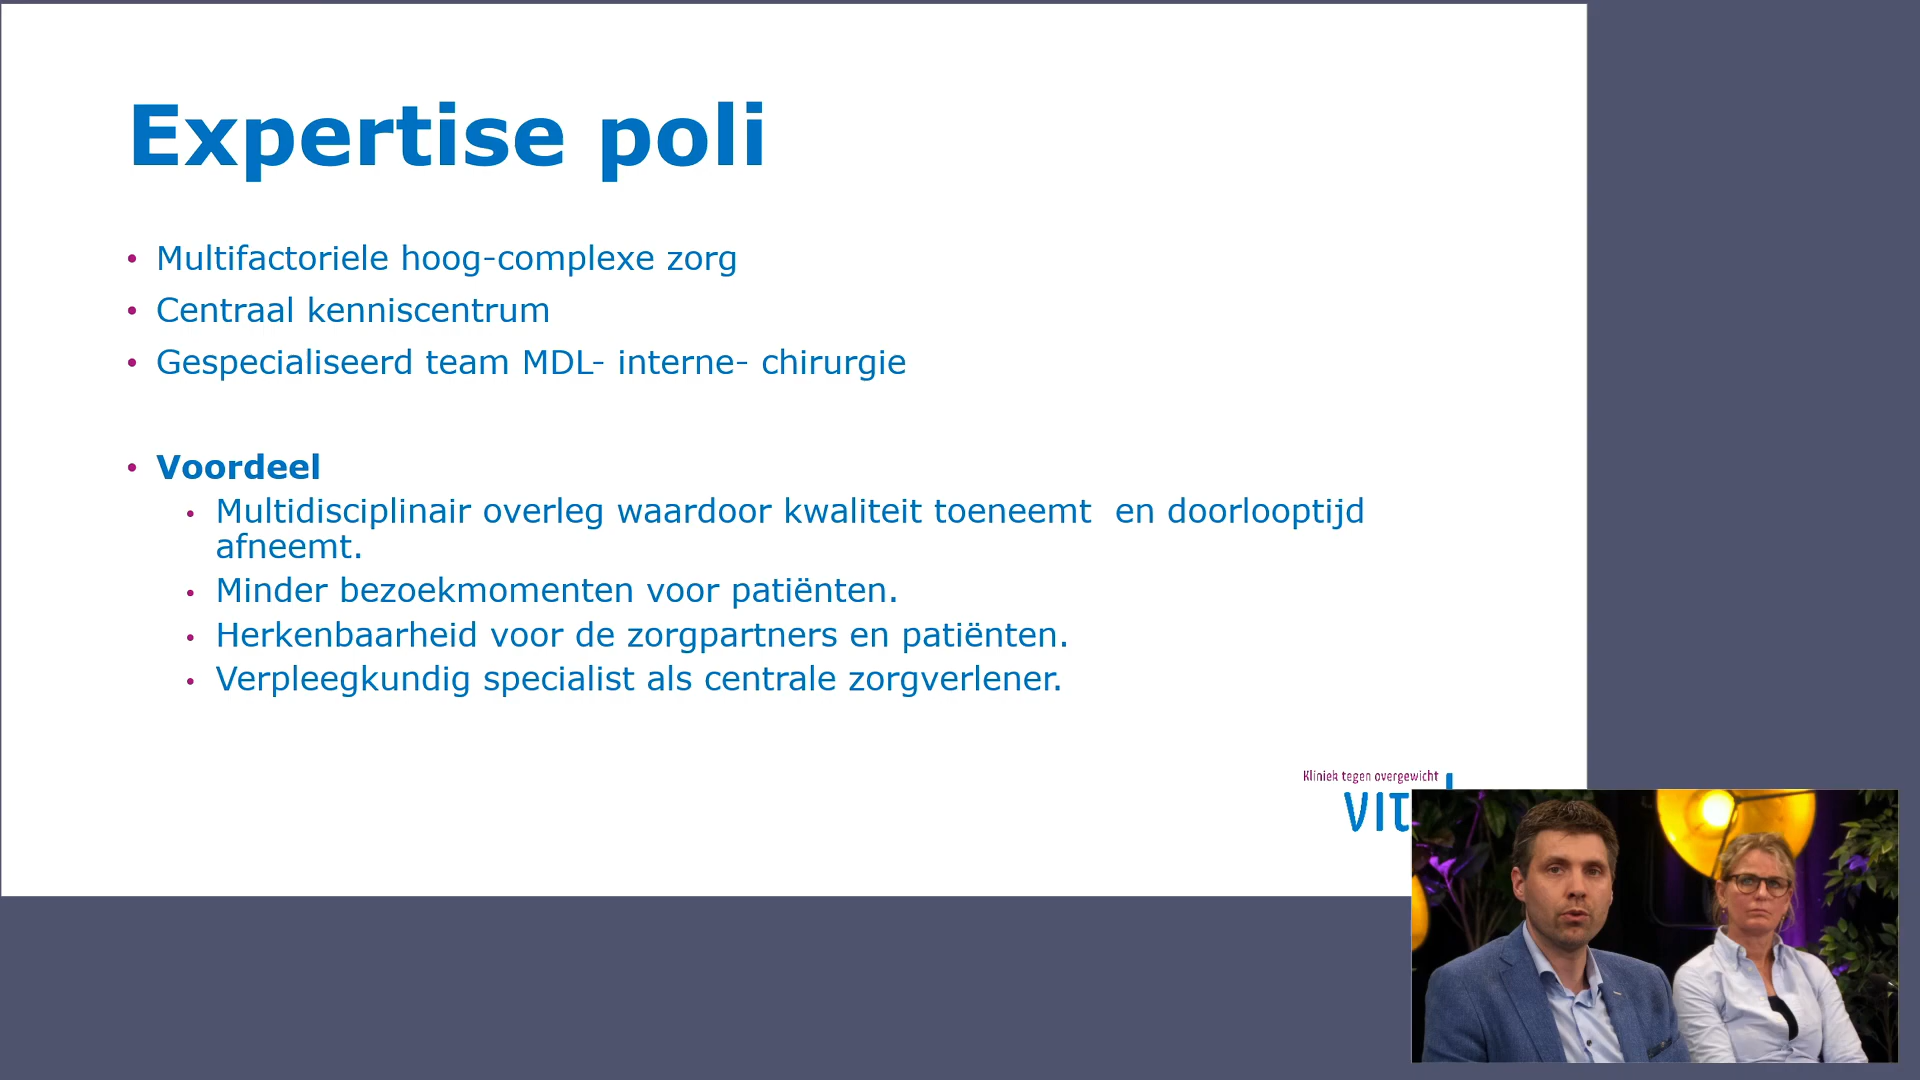 Expertise poli
• Multifactoriele hoog-complexe zorg
• Centraal kenniscentrum
• Gespecialiseerd team MDL- interne- chirurgie
• Voordeel
• Multidisciplinair overleg waardoor kwaliteit toeneemt  en doorlooptijd
afneemt.
• Minder bezoekmomenten voor patiënten.
• Herkenbaarheid voor de zorgpartners en patiënten.
• Verpleegkundig specialist als centrale zorgverlener.
Kliniek tegen overgewicht